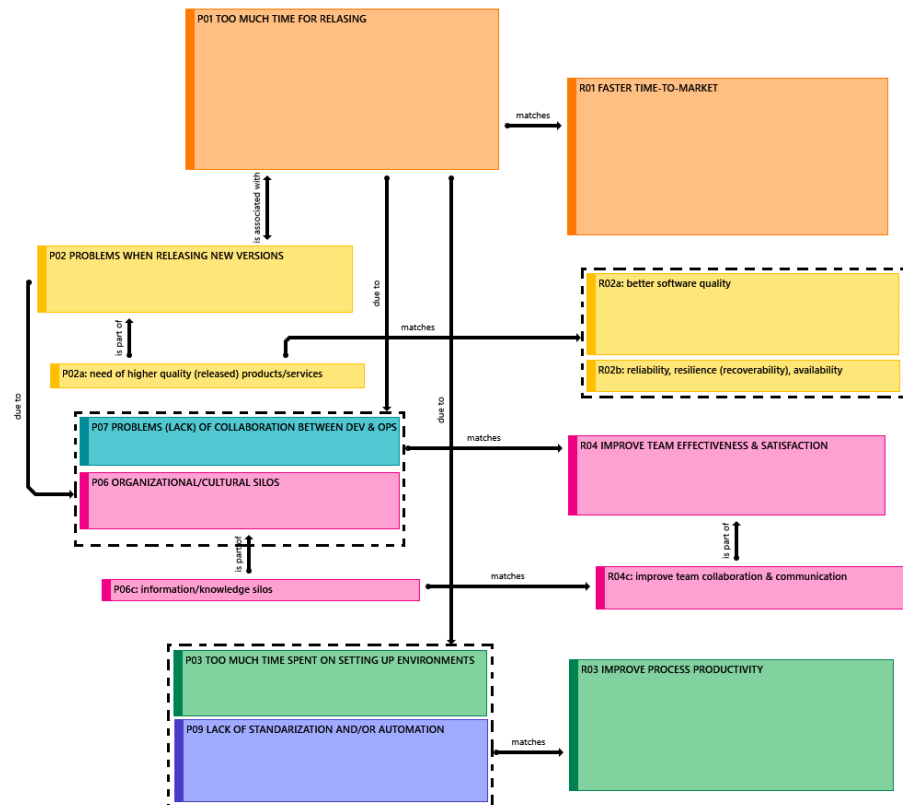 P01 TOO MUCH TIME FOR RELASING
R01 FASTER TIME-TO-MARKET
matches
is associated with
P02 PROBLEMS WHEN RELEASING NEW VERSIONS
R02a: better software quality
due to
matches
is part of
R02b: reliability, resilience (recoverability), availability
P02a: need of higher quality (released) products/services
due to
due to
P07 PROBLEMS (LACK) OF COLLABORATION BETWEEN DEV & OPS
matches
R04 IMPROVE TEAM EFFECTIVENESS & SATISFACTION
P06 ORGANIZATIONAL/CULTURAL SILOS
is part of
is part of
P06c: information/knowledge silos
matches
R04c: improve team collaboration & communication
P03 TOO MUCH TIME SPENT ON SETTING UP ENVIRONMENTS
R03 IMPROVE PROCESS PRODUCTIVITY
P09 LACK OF STANDARIZATION AND/OR AUTOMATION
matches